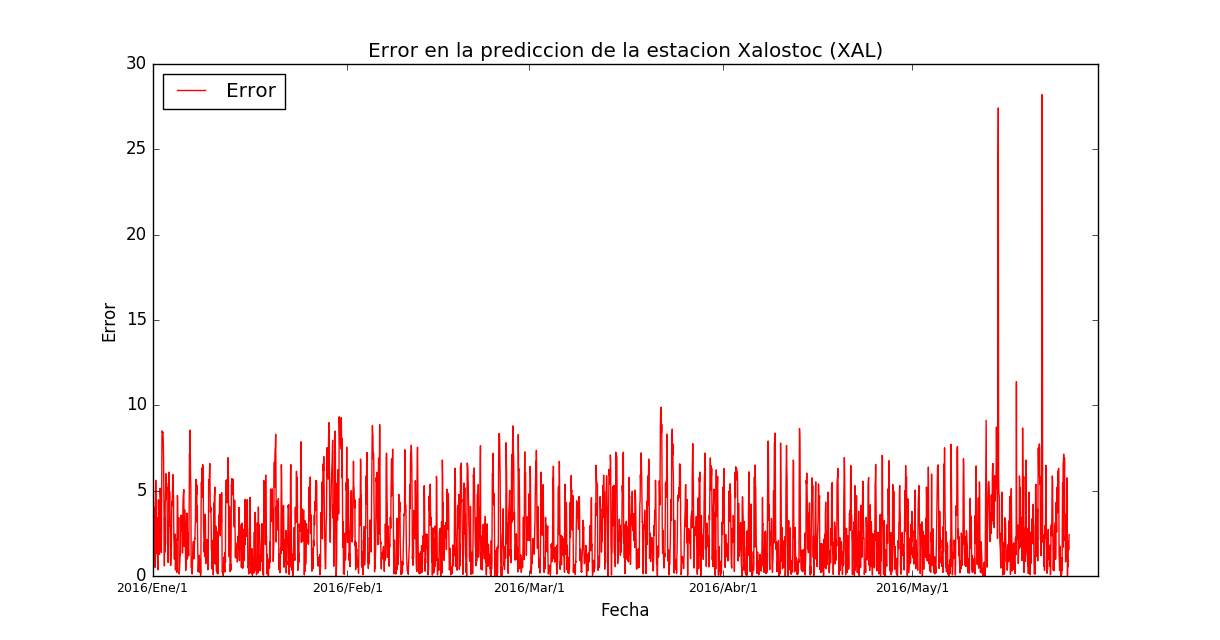 Error en la prediccion de la estacion Xalostoc (XAL)
30
25
20
15
10
5
0
Error
Error
2016/Ene/1
2016/Feb/1
2016/Mar/1
2016/Abr/1
2016/May/1
Fecha